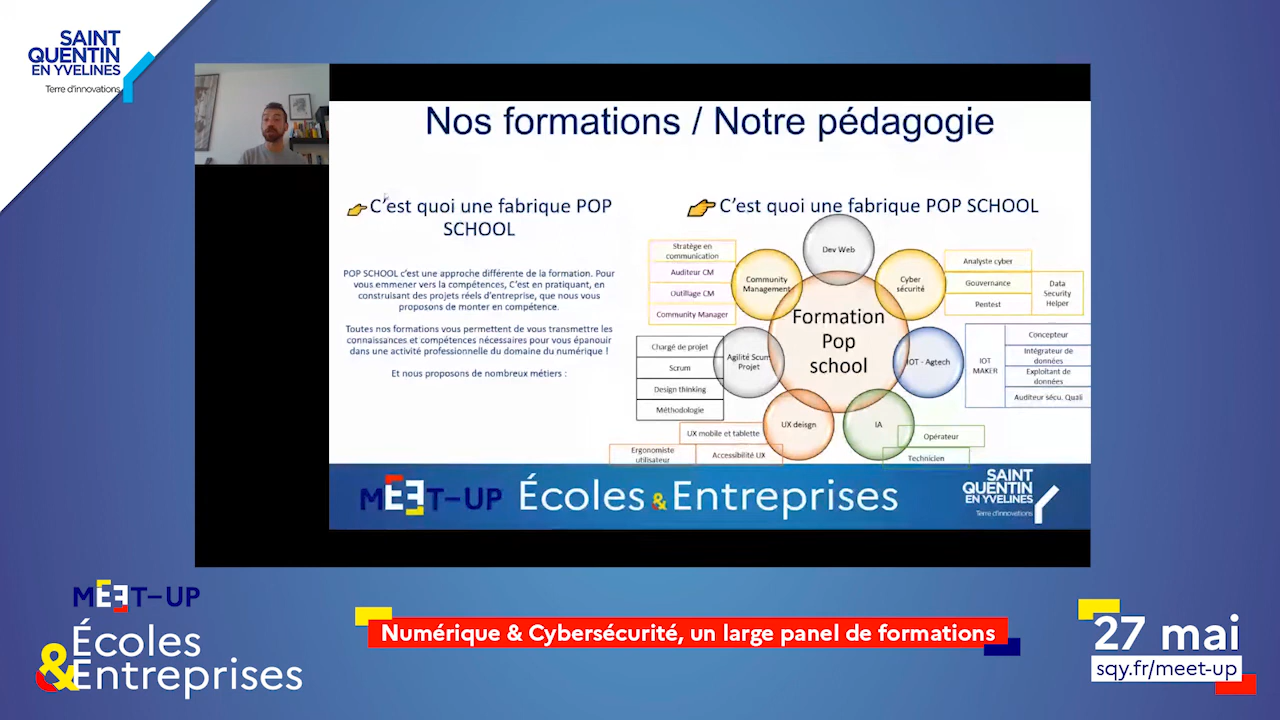 SAINT
QUENTIN
EN YVELINES
Terre d'innovations
Nos formations / Notre pédagogie
C'est quoi une fabrique POP
SCHOOL
POP SCHOOL c'est une approche différente de la formation. Pour
vous emmener vers la compétences, C'est en pratiquant, en
construisant des projets réels d'entreprise, que nous vous
proposons de monter en compétence.
Toutes nos formations vous permettent de vous transmettre les
connaissances et compétences nécessaires pour vous épanouir
dans une activité professionnelle du domaine du numérique !
Et nous proposons de nombreux métiers :
C'est quoi une fabrique POP SCHOOL
Dev Web
Stratège en
communication
Auditeur CM
Outillage CM
Community Manager
Community
Management
Cyber
sécurité
Analyste cyber
Gouvernance
Pentest
Data
Security
Helper
Formation
Pop
school
Chargé de projet
Scrum
Design thinking
Méthodologie
Agilité Scum
Projet
IOT - Agtech
IOT
MAKER
Concepteur
Intégrateur de
données
Exploitant de
données
Auditeur sécu. Quali
UX deisgn
UX mobile et tablette
Ergonomiste
utilisateur
Accessibilité UX
IA
Opérateur
Technicien
MEET-UP Écoles & Entreprises
SAINT
QUENTIN
EN YVELINES
Terre d'innovations
MEET-UP
Écoles
&Entreprises
Numérique & Cybersécurité, un large panel de formations
27 mai
sqy.fr/meet-up